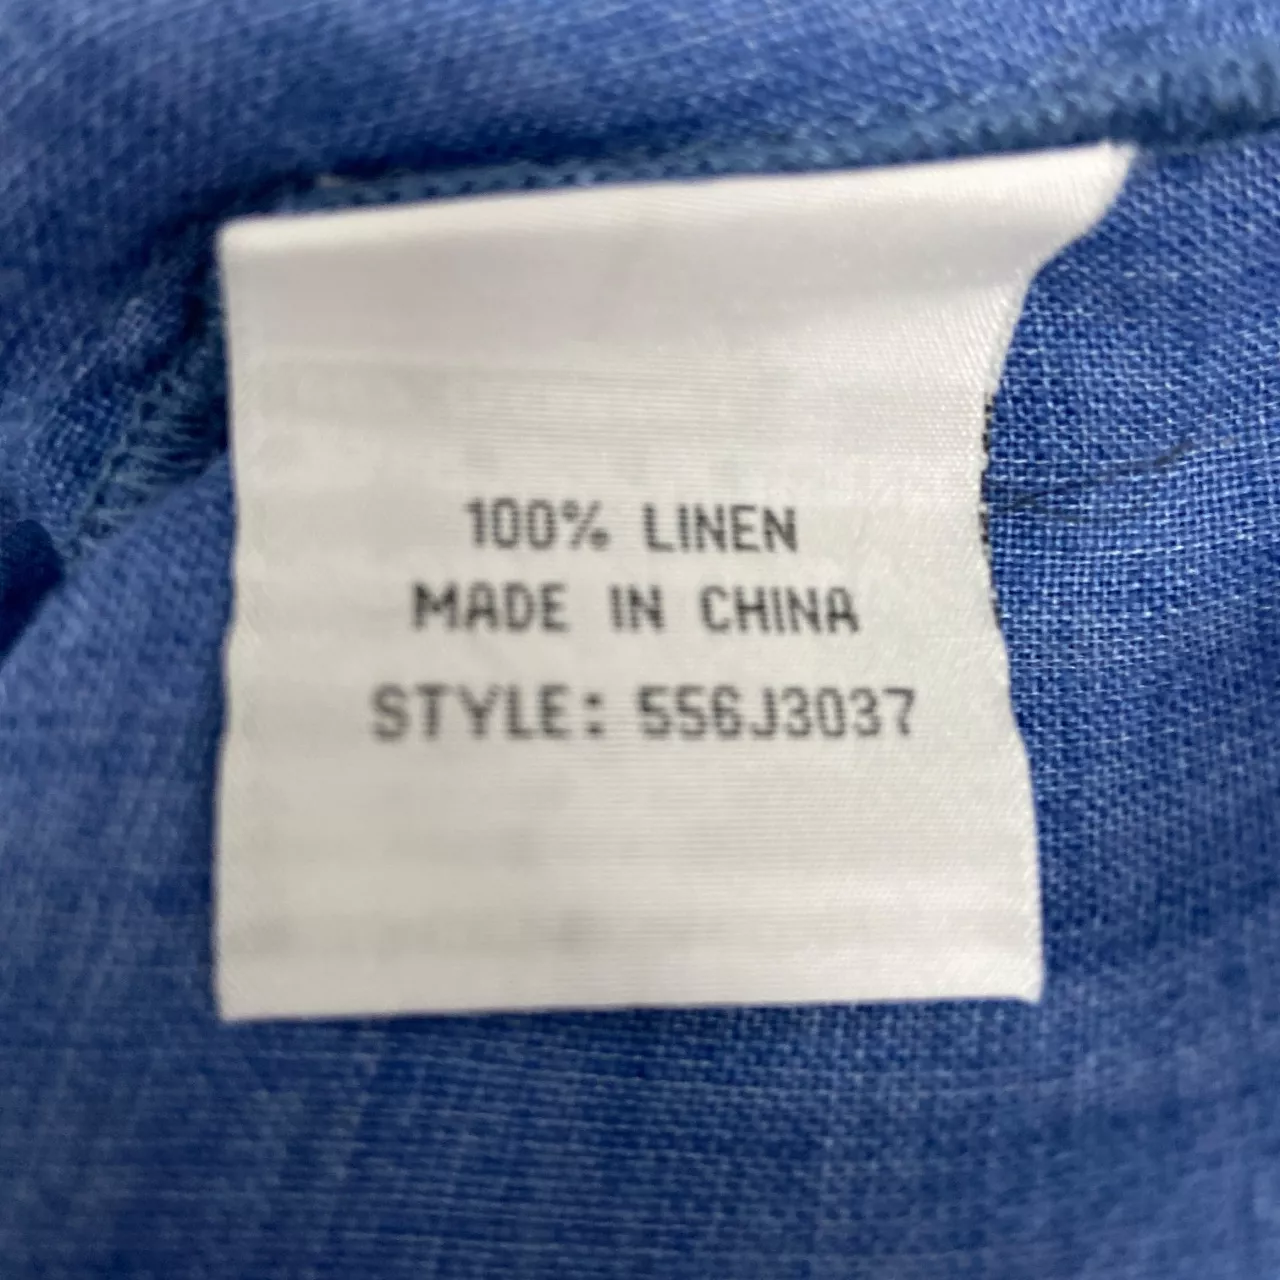 100% LINEN
MADE IN CHINA
STYLE: 556J3037